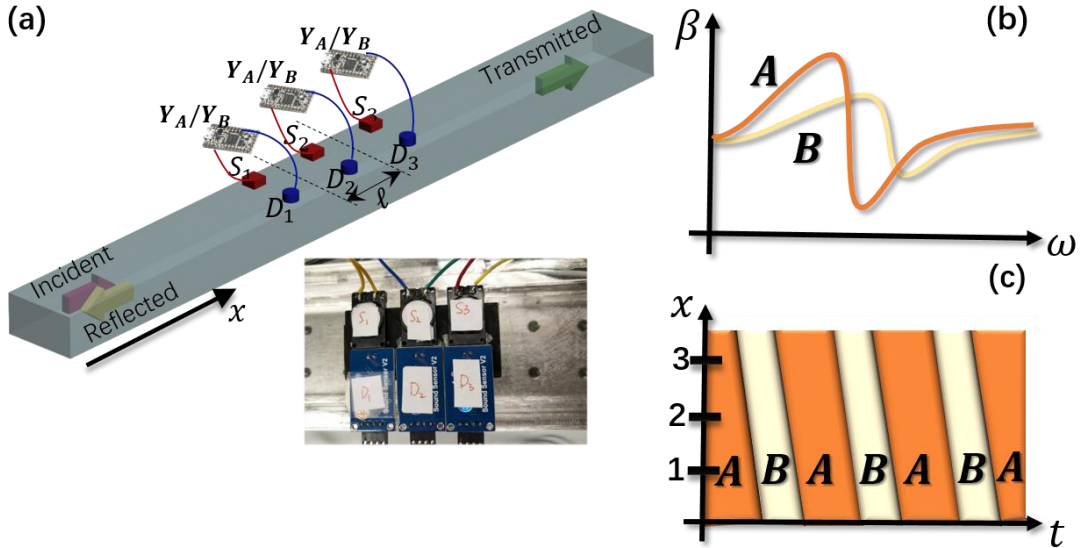 (a)
Y_A/Y_B
Y_A/Y_B
Y_A/Y_B
S_2
S_2
S_1
D_3
D_2
D_1
ℓ
Transmitted
Incident
Reflected
x
S1
S2
S3
D1
D2
D3
Sound Sensor V2
Sound Sensor V2
Sound Sensor V2
(b)
β
A
B
ω
(c)
x
3
2
1
A B A B A B A
t